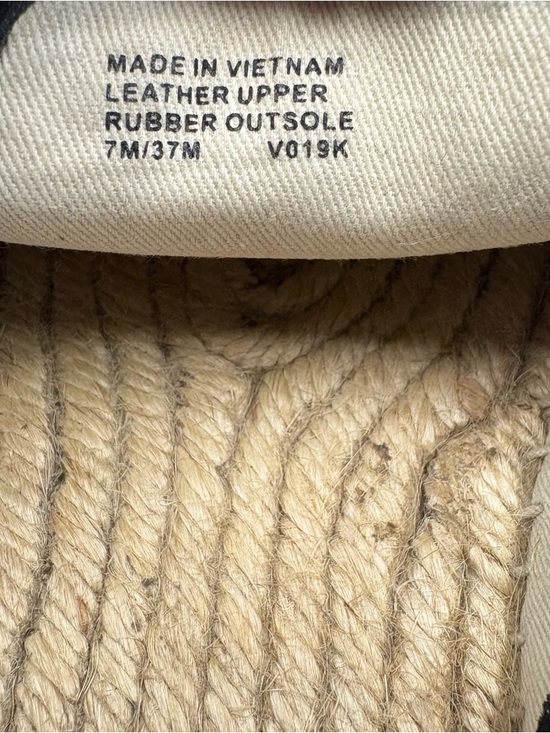 MADE IN VIETNAM
LEATHER UPPER
RUBBER OUTSOLE
7M/37M V019K